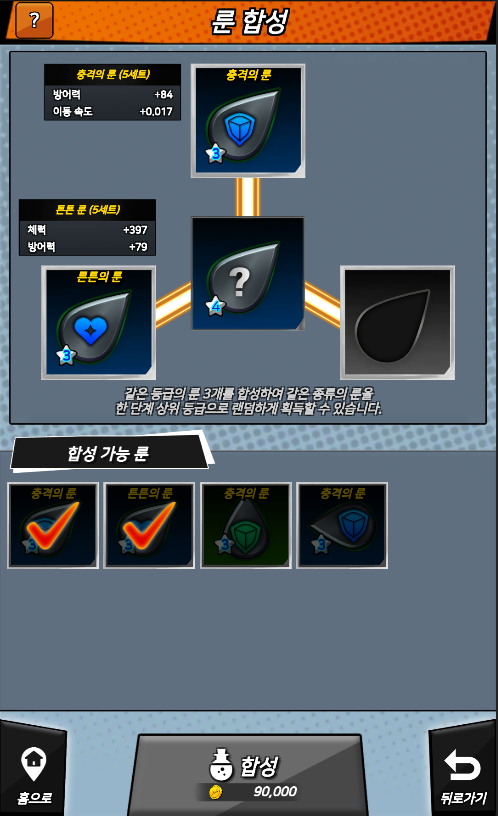 ?
룬 합성
충격의 룬 (5세트)
방어력 +84
이동 속도 +0.017
충격의 룬
3
튼튼 룬 (5세트)
체력 +397
방어력 +79
튼튼의 룬
3
?
4
같은 등급의 룬 3개를 합성하여 같은 종류의 룬을
한 단계 상위 등급으로 랜덤하게 획득할 수 있습니다.
합성 가능 룬
충격의 룬 튼튼의 룬 충격의 룬 충격의 룬
3 3 3 3
홈으로
합성
90,000
뒤로가기